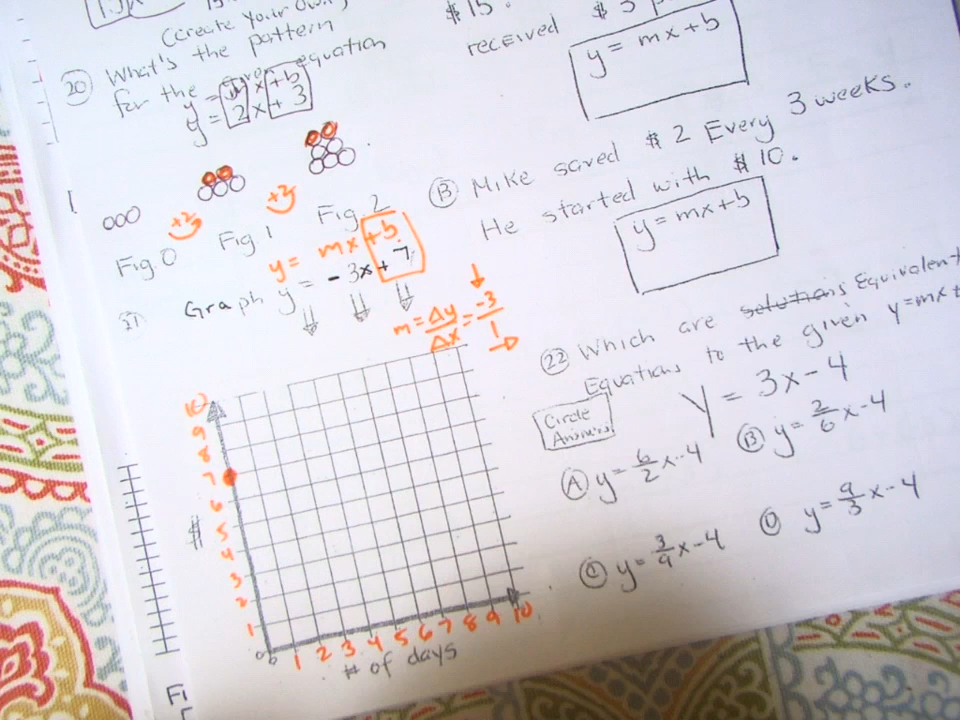 (create your own)
20 What's the pattern
for the given equation
y = mx+b
y = 2x+3
+2
+2
Fig. 0 Fig 1 Fig 2
y = mx+b
Graph y = -3x+7
m = Δy/Δx = -3/1
10
9
8
7
6
5
4
3
2
1
$
0 1 2 3 4 5 6 7 8 9 10
# of days
$15.
received
y = mx+b
B Mike saved $2 Every 3 weeks.
He started with $10.
y = mx+b
22 Which are solutions Equivalent
Equations to the given y=mx+
Circle
Answers
y = 3x-4
A y = 6/2 x-4
B y = 2/6 x-4
C y = 3/9 x-4
D y = 9/3 x-4